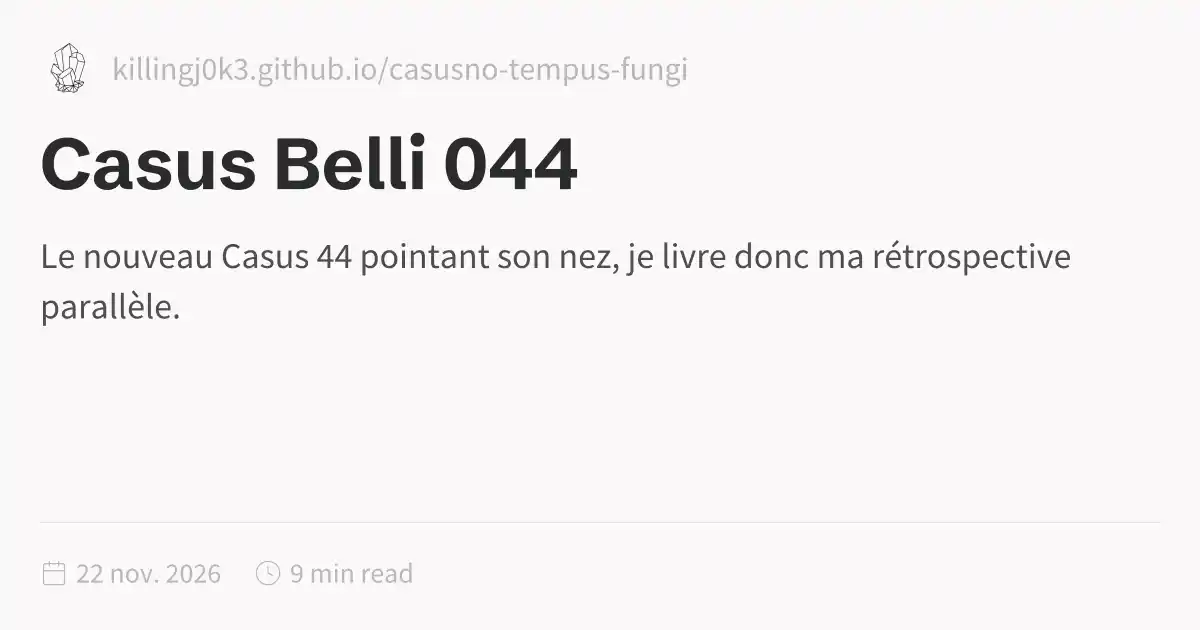 killingj0k3.github.io/casusno-tempus-fungi
Casus Belli 044
Le nouveau Casus 44 pointant son nez, je livre donc ma rétrospective
parallèle.
22 nov. 2026 9 min read